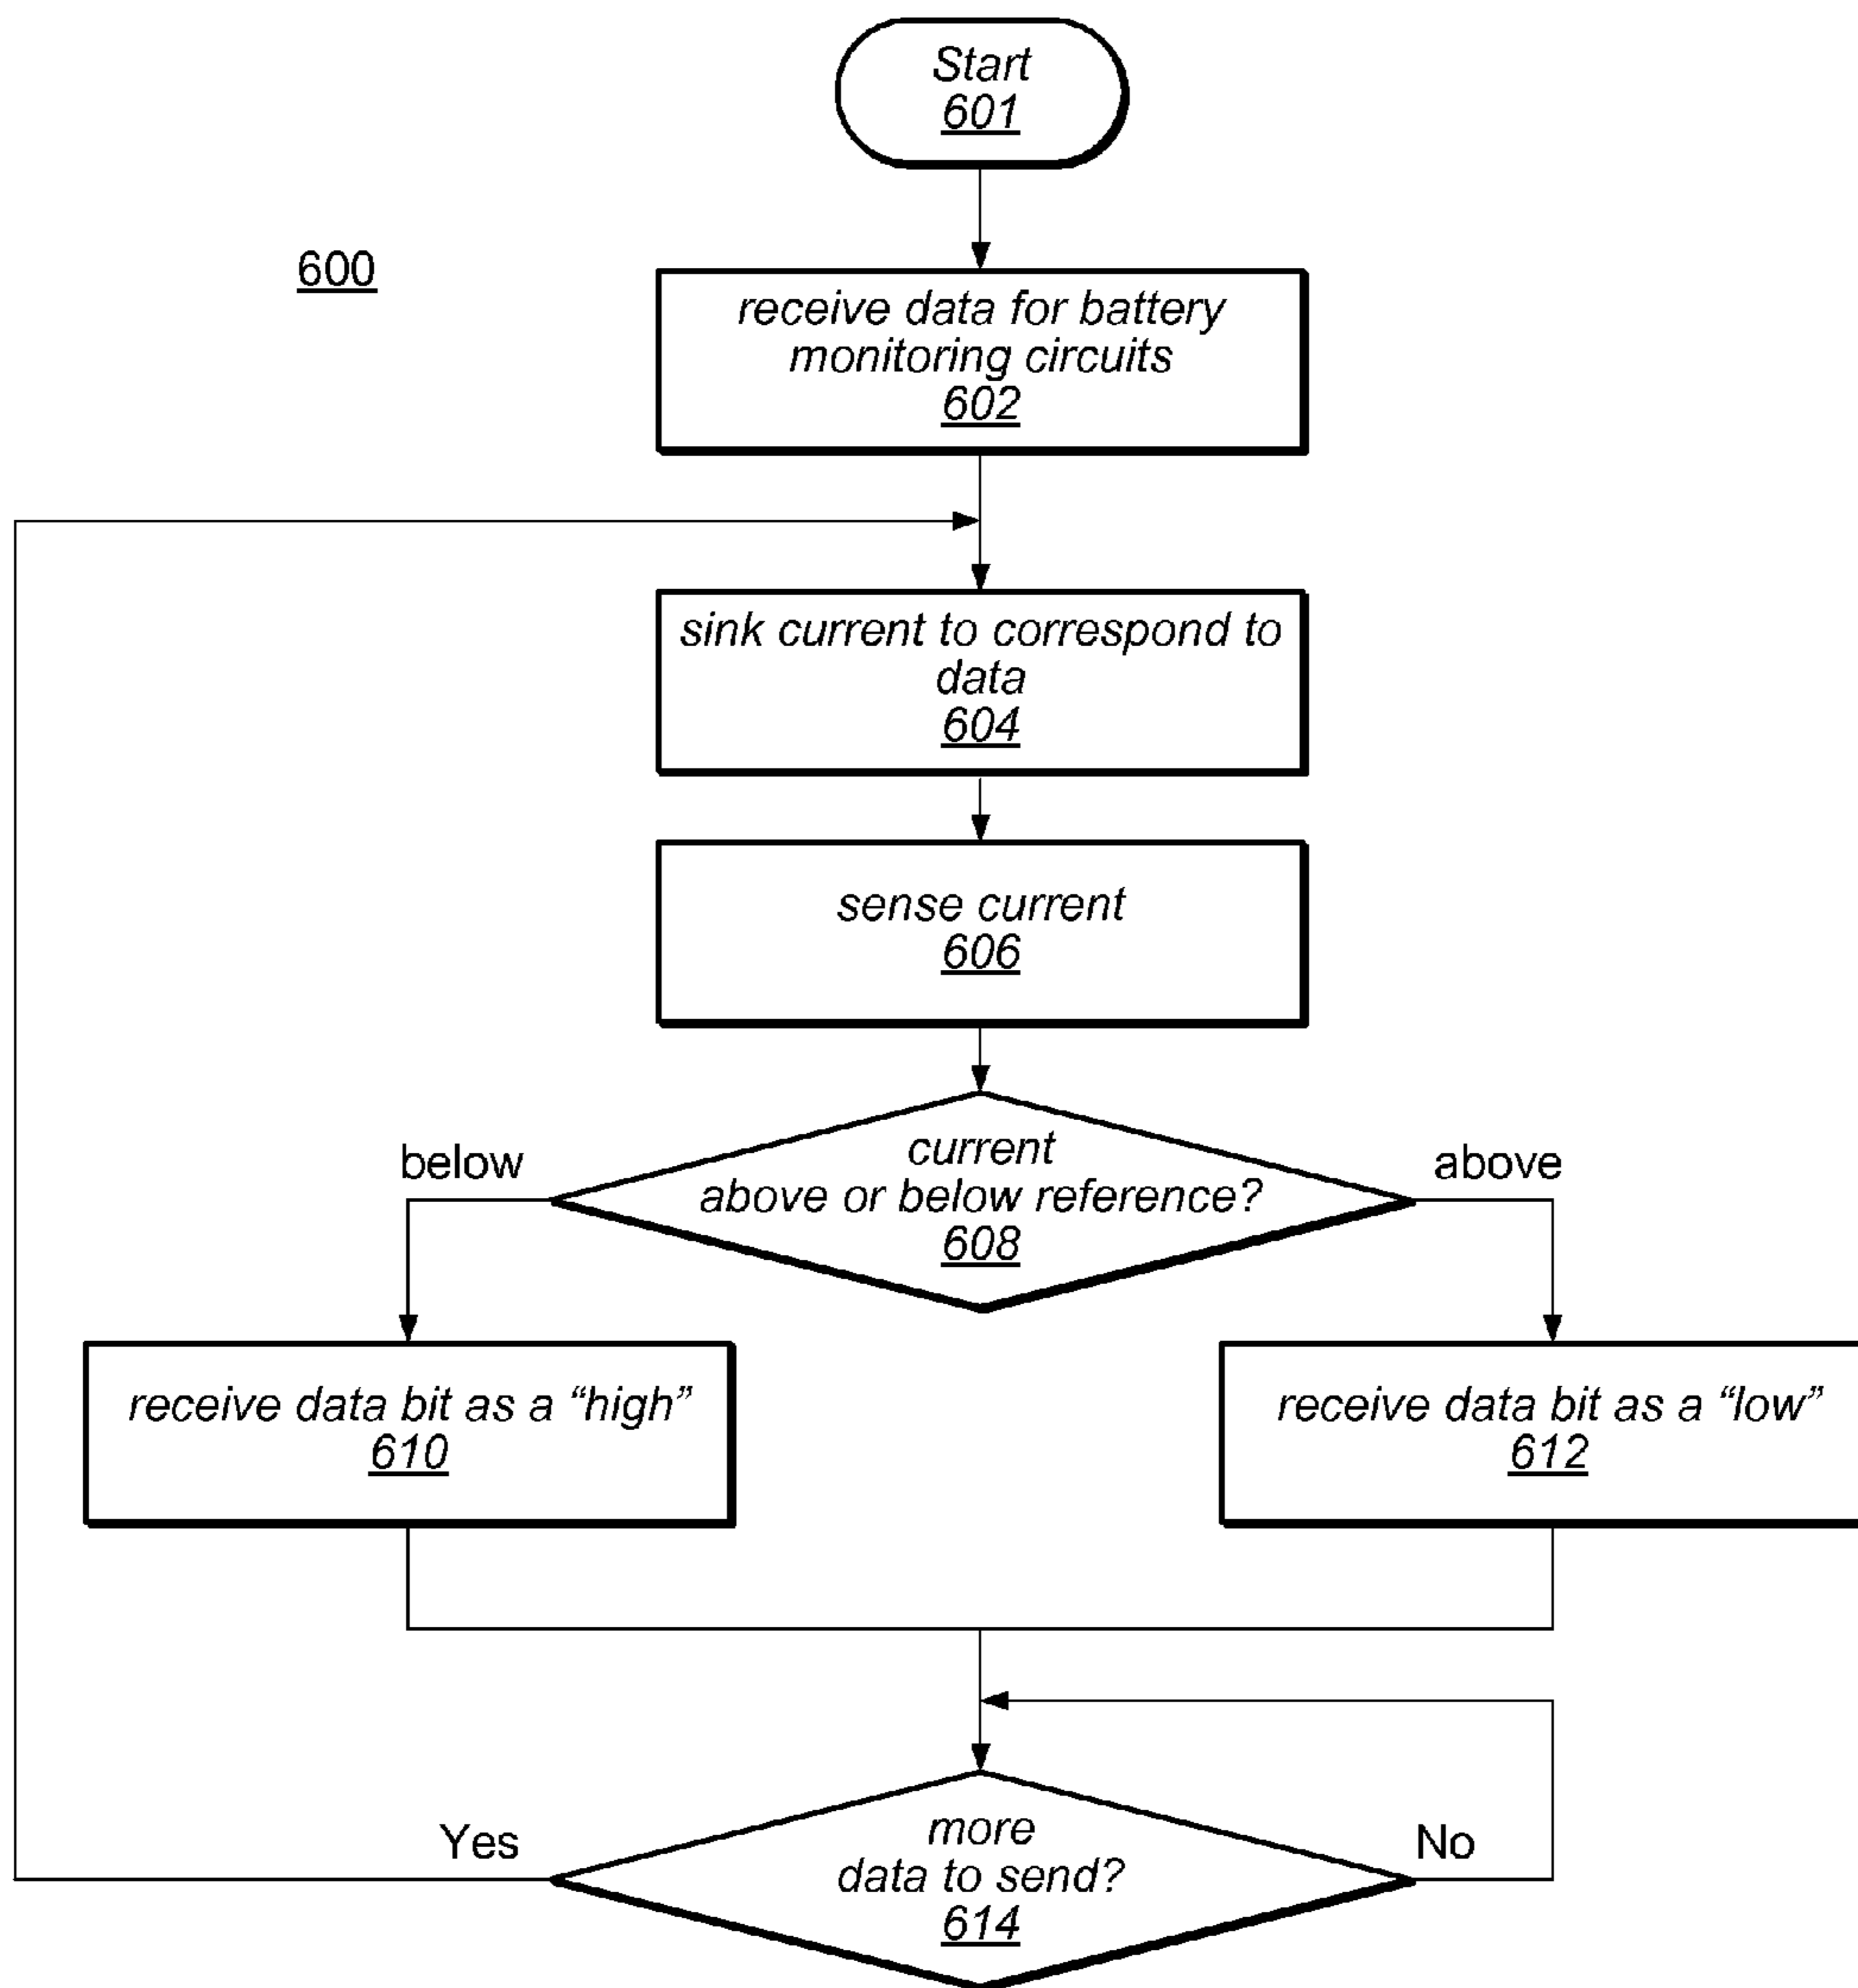 Start
601
600
receive data for battery
monitoring circuits
602
sink current to correspond to
data
604
sense current
606
below
current
above or below reference?
608
above
receive data bit as a “high”
610
receive data bit as a “low”
612
Yes
more
data to send?
614
No